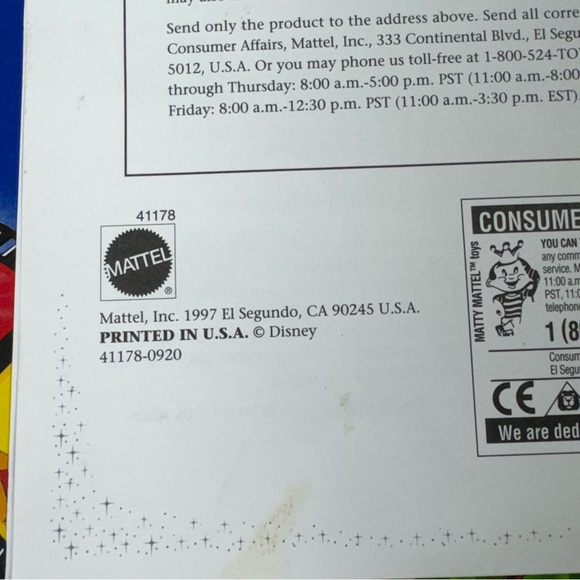 Send only the product to the address above. Send all corre
Consumer Affairs, Mattel, Inc., 333 Continental Blvd., El Segu
5012, U.S.A. Or you may phone us toll-free at 1-800-524-TO
through Thursday: 8:00 a.m.-5:00 p.m. PST (11:00 a.m.-8:00
Friday: 8:00 a.m.-12:30 p.m. PST (11:00 a.m.-3:30 p.m. EST).
41178
MATTEL
®
Mattel, Inc. 1997 El Segundo, CA 90245 U.S.A.
PRINTED IN U.S.A. © Disney
41178-0920
CONSUME
MATTY MATTEL™ toys
YOU CAN
any comm
service. M
11:00 a.m
PST, 11:0
telephon
1 (8
Consum
El Segu
CE
We are ded